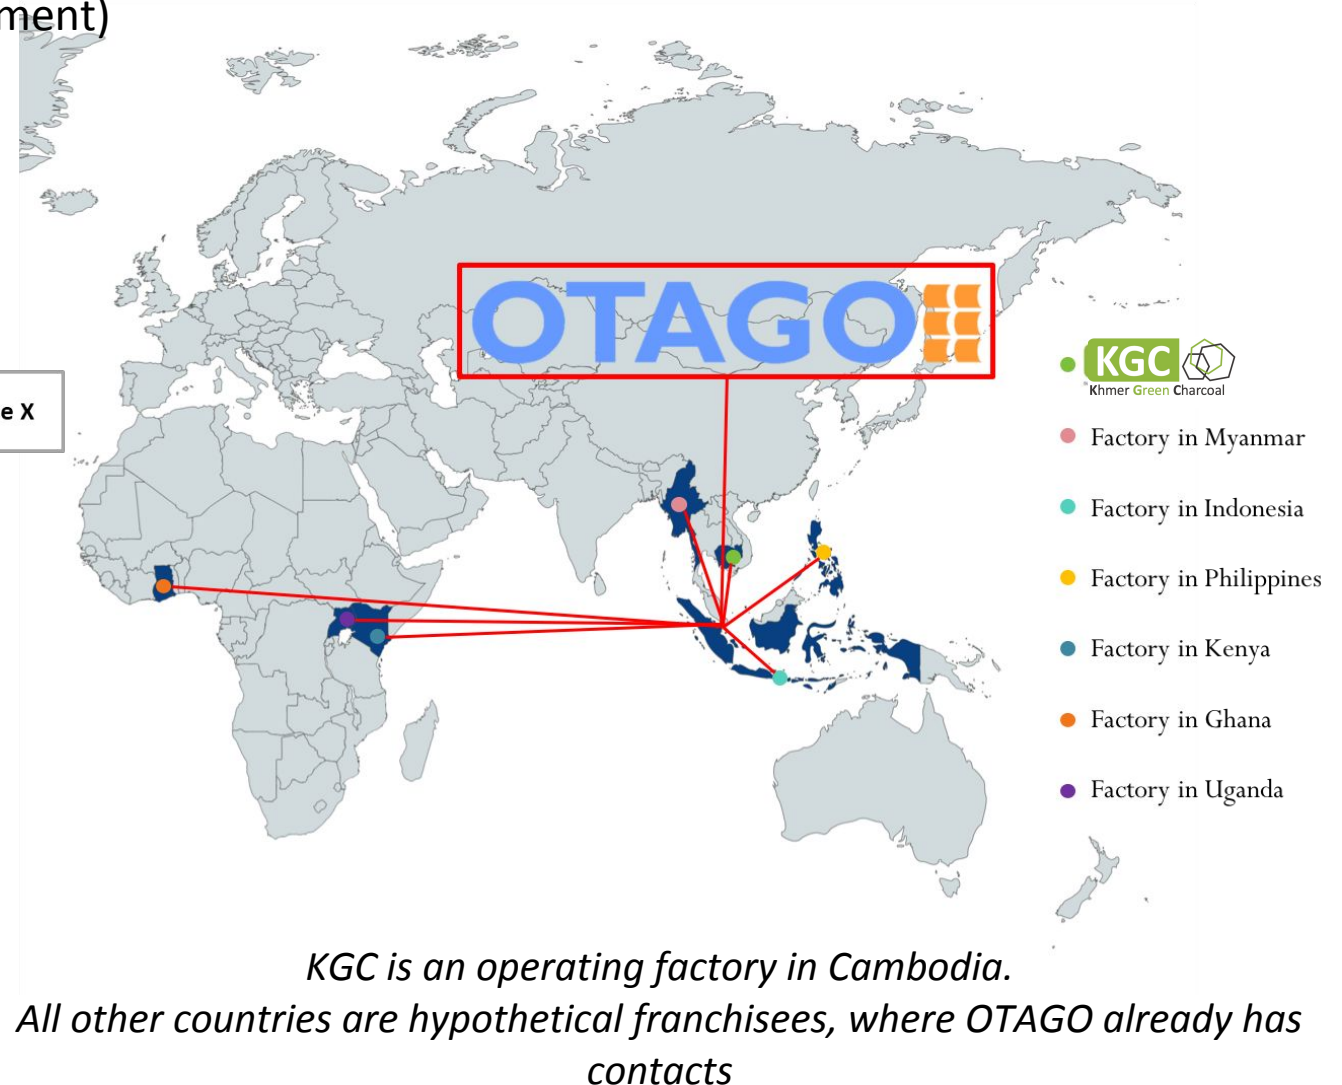 ment)
e X
OTAGO
KGC
Khmer Green Charcoal
Factory in Myanmar
Factory in Indonesia
Factory in Philippines
Factory in Kenya
Factory in Ghana
Factory in Uganda
KGC is an operating factory in Cambodia.
All other countries are hypothetical franchisees, where OTAGO already has
contacts